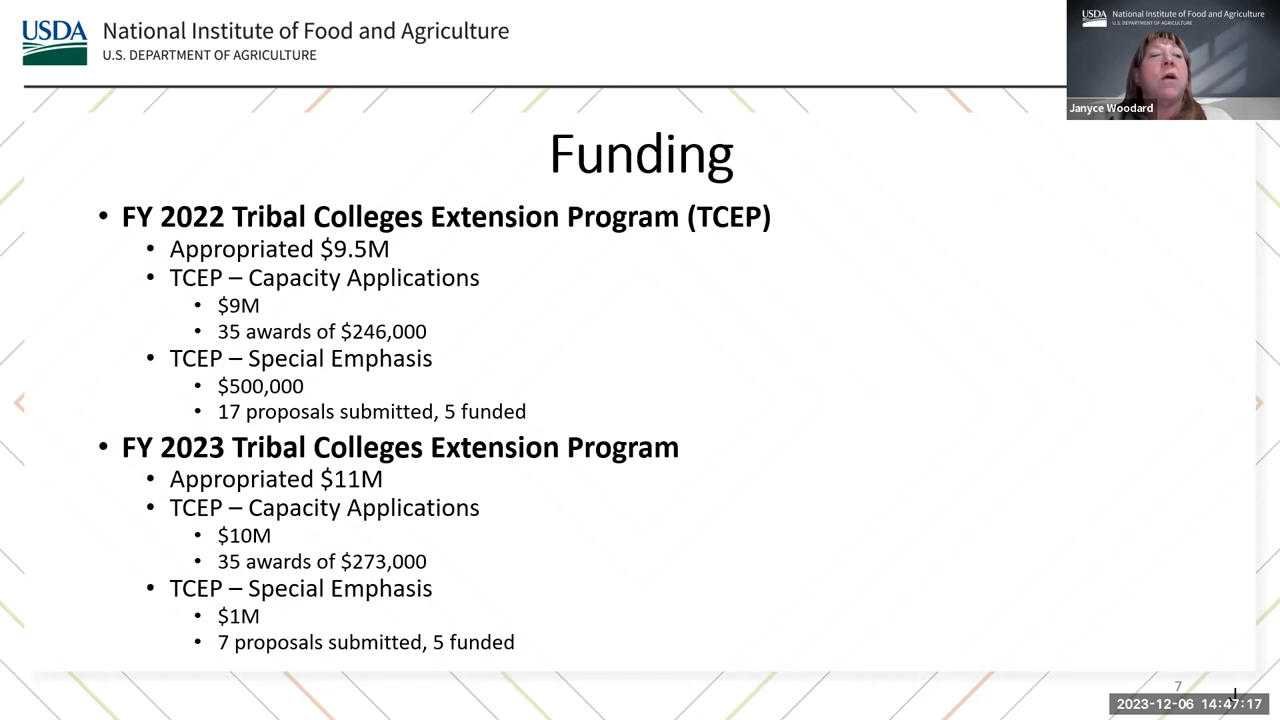 USDA
National Institute of Food and Agriculture
U.S. DEPARTMENT OF AGRICULTURE
USDA
National Institute of Food and Agriculture
U.S. DEPARTMENT OF AGRICULTURE
Janyce Woodard
Funding
• FY 2022 Tribal Colleges Extension Program (TCEP)
• Appropriated $9.5M
• TCEP – Capacity Applications
• $9M
• 35 awards of $246,000
• TCEP – Special Emphasis
• $500,000
• 17 proposals submitted, 5 funded
• FY 2023 Tribal Colleges Extension Program
• Appropriated $11M
• TCEP – Capacity Applications
• $10M
• 35 awards of $273,000
• TCEP – Special Emphasis
• $1M
• 7 proposals submitted, 5 funded
7
2023-12-06 14:47:17